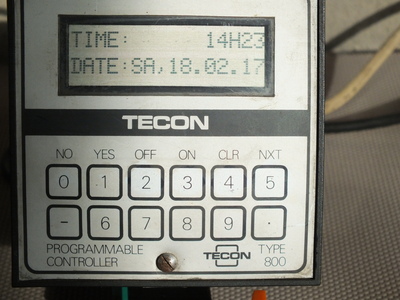 TIME: 14H23
DATE:SA,18.02.17
TECON
NO YES OFF ON CLR NXT
0 1 2 3 4 5
- 6 7 8 9 .
PROGRAMMABLE TECON TYPE
CONTROLLER 800